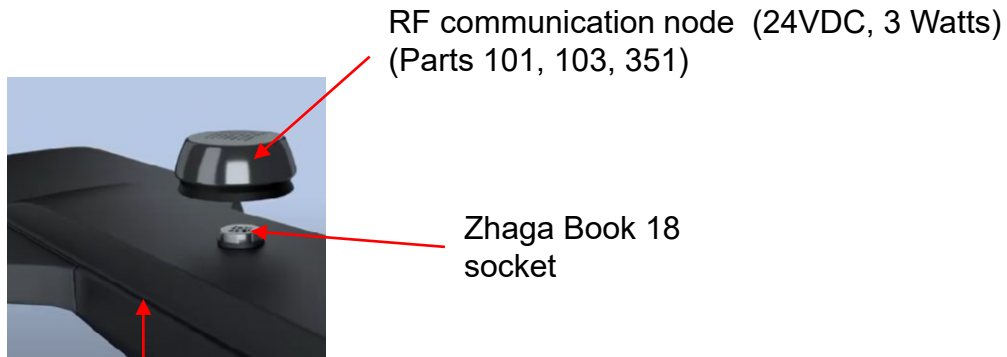 RF communication node  (24VDC, 3 Watts)
(Parts 101, 103, 351)
Zhaga Book 18
socket